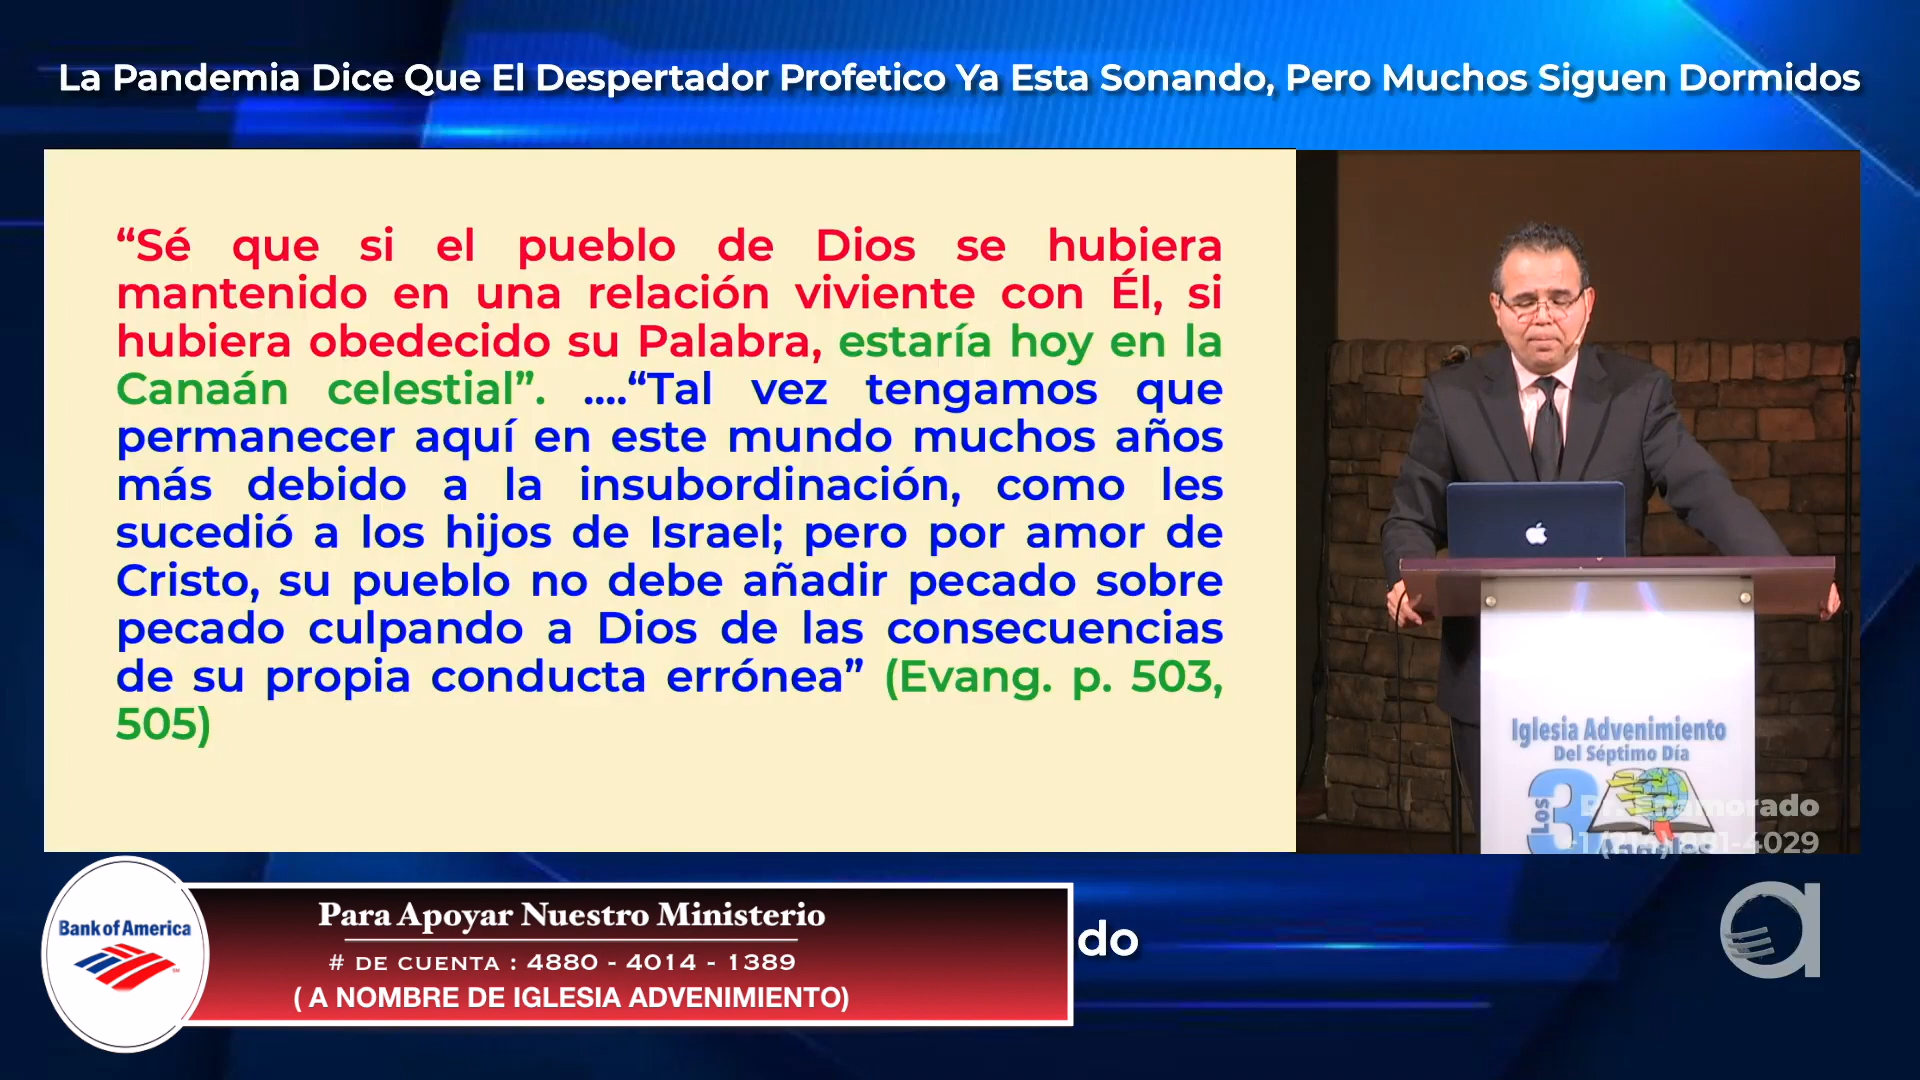 La Pandemia Dice Que El Despertador Profetico Ya Esta Sonando, Pero Muchos Siguen Dormidos
“Sé que si el pueblo de Dios se hubiera
mantenido en una relación viviente con Él, si
hubiera obedecido su Palabra, estaría hoy en la
Canaán celestial”. ....“Tal vez tengamos que
permanecer aquí en este mundo muchos años
más debido a la insubordinación, como les
sucedió a los hijos de Israel; pero por amor de
Cristo, su pueblo no debe añadir pecado sobre
pecado culpando a Dios de las consecuencias
de su propia conducta errónea” (Evang. p. 503,
505)
Iglesia Advenimiento
Del Séptimo Día
Los 3
Enamorado
4029
Bank of America
Para Apoyar Nuestro Ministerio
# DE CUENTA : 4880 - 4014 - 1389
( A NOMBRE DE IGLESIA ADVENIMIENTO)
do